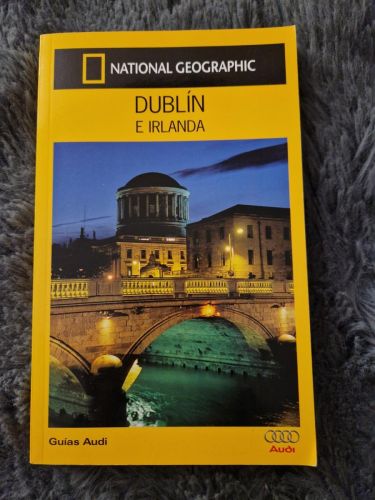 NATIONAL GEOGRAPHIC
DUBLÍN
E IRLANDA
Guías Audi
Audi